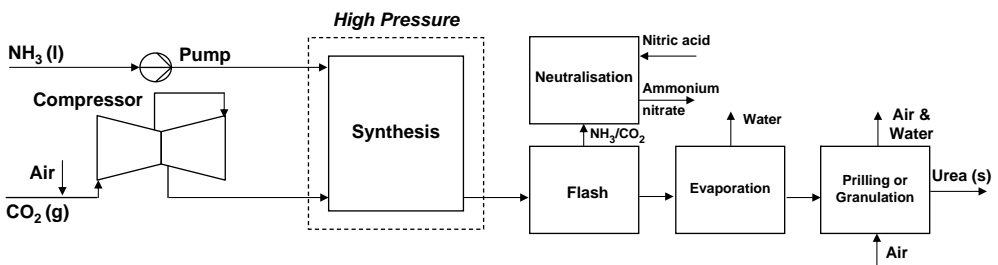 High Pressure
NH3 (l)
Pump
Compressor
Air
CO2 (g)
Synthesis
Neutralisation
Nitric acid
Ammonium
nitrate
NH3/CO2
Flash
Water
Evaporation
Air &
Water
Prilling or
Granulation
Urea (s)
Air